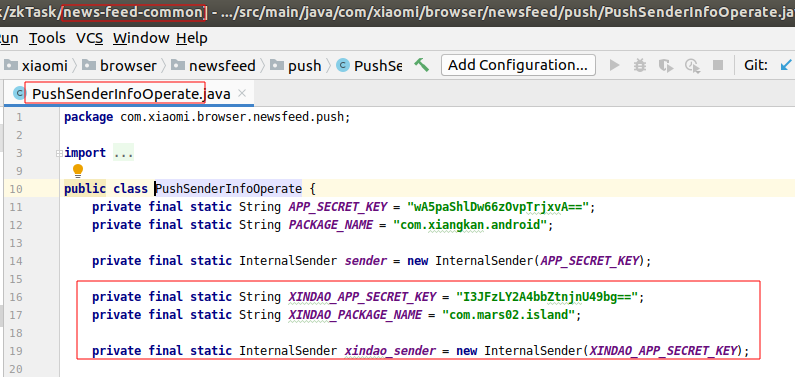 k/zkTask/news-feed-common] - .../src/main/java/com/xiaomi/browser/newsfeed/push/PushSenderInfoOperate.java
un Tools VCS Window Help
xiaomi browser newsfeed push PushSe Add Configuration... Git:
PushSenderInfoOperate.java
1 package com.xiaomi.browser.newsfeed.push;
2
3 import ...
9
10 public class PushSenderInfoOperate {
11 private final static String APP_SECRET_KEY = "wA5paShlDw66zOvpTrjxvA==";
12 private final static String PACKAGE_NAME = "com.xiangkan.android";
13
14 private final static InternalSender sender = new InternalSender(APP_SECRET_KEY);
15
16 private final static String XINDAO_APP_SECRET_KEY = "I3JFzLY2A4bbZtnjnU49bg==";
17 private final static String XINDAO_PACKAGE_NAME = "com.mars02.island";
18
19 private final static InternalSender xindao_sender = new InternalSender(XINDAO_APP_SECRET_KEY);
20